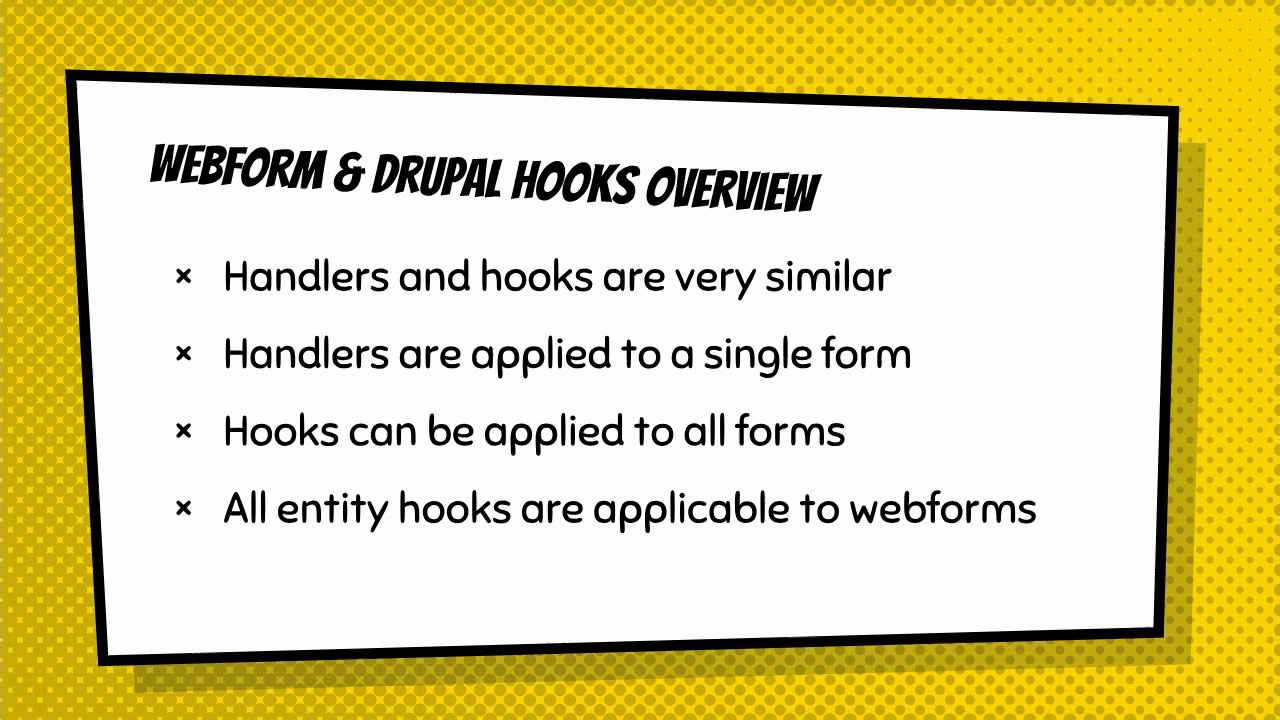 WEBFORM & DRUPAL HOOKS OVERVIEW
× Handlers and hooks are very similar
× Handlers are applied to a single form
× Hooks can be applied to all forms
× All entity hooks are applicable to webforms